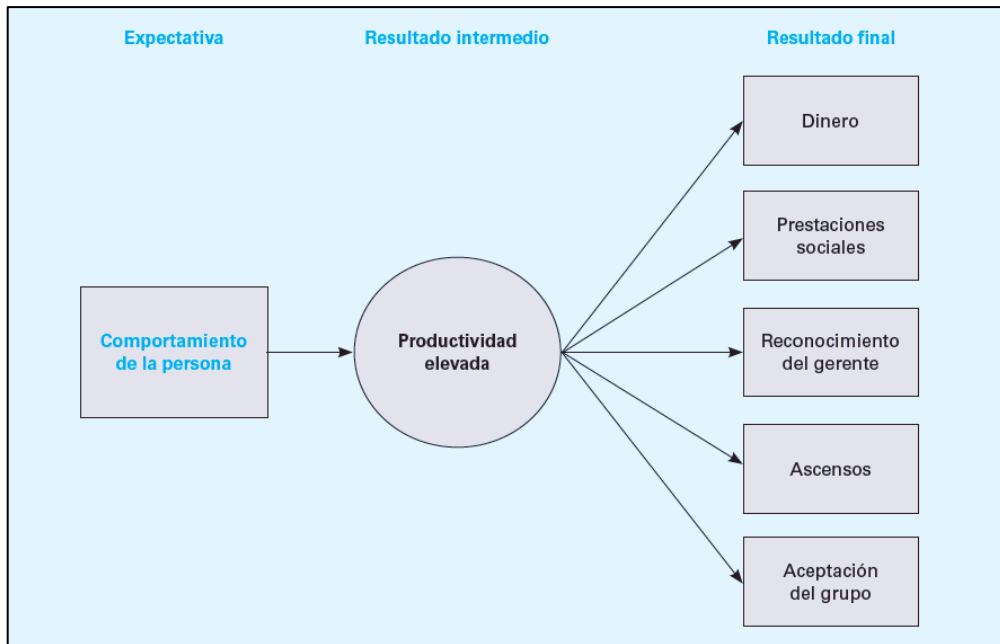 Expectativa
Resultado intermedio
Resultado final
Dinero
Prestaciones
sociales
Comportamiento
de la persona
Productividad
elevada
Reconocimiento
del gerente
Ascensos
Aceptación
del grupo